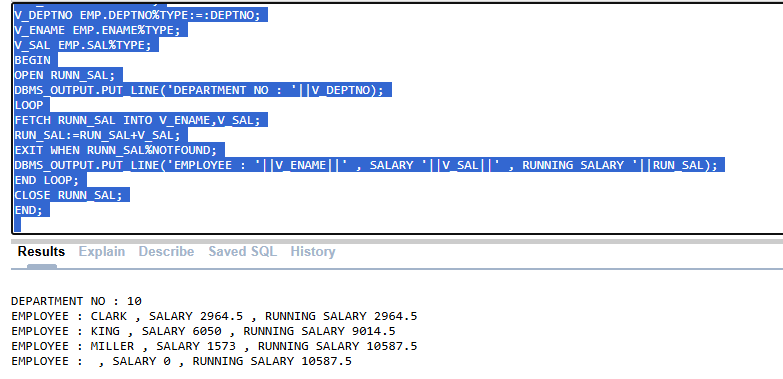 V_DEPTNO EMP.DEPTNO%TYPE:=:DEPTNO;
V_ENAME EMP.ENAME%TYPE;
V_SAL EMP.SAL%TYPE;
BEGIN
OPEN RUNN_SAL;
DBMS_OUTPUT.PUT_LINE('DEPARTMENT NO : '||V_DEPTNO);
LOOP
FETCH RUNN_SAL INTO V_ENAME,V_SAL;
RUN_SAL:=RUN_SAL+V_SAL;
EXIT WHEN RUNN_SAL%NOTFOUND;
DBMS_OUTPUT.PUT_LINE('EMPLOYEE : '||V_ENAME||' , SALARY '||V_SAL||' , RUNNING SALARY '||RUN_SAL);
END LOOP;
CLOSE RUNN_SAL;
END;
Results Explain Describe Saved SQL History
DEPARTMENT NO : 10
EMPLOYEE : CLARK , SALARY 2964.5 , RUNNING SALARY 2964.5
EMPLOYEE : KING , SALARY 6050 , RUNNING SALARY 9014.5
EMPLOYEE : MILLER , SALARY 1573 , RUNNING SALARY 10587.5
EMPLOYEE :  , SALARY 0 , RUNNING SALARY 10587.5